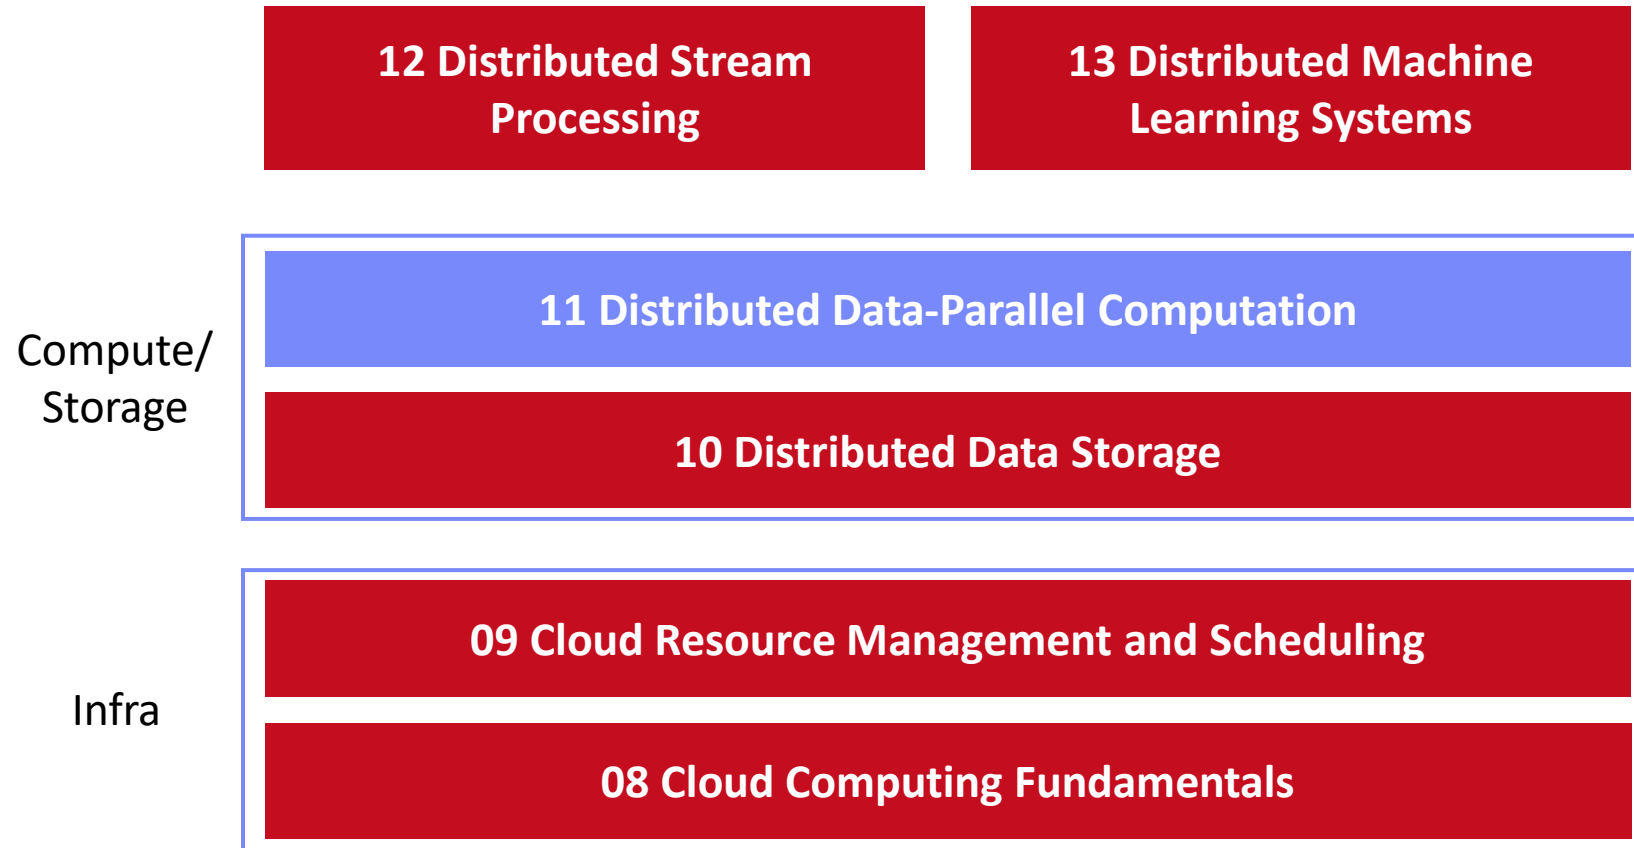 12 Distributed Stream
Processing
13 Distributed Machine
Learning Systems
Compute/
Storage
11 Distributed Data-Parallel Computation
10 Distributed Data Storage
Infra
09 Cloud Resource Management and Scheduling
08 Cloud Computing Fundamentals